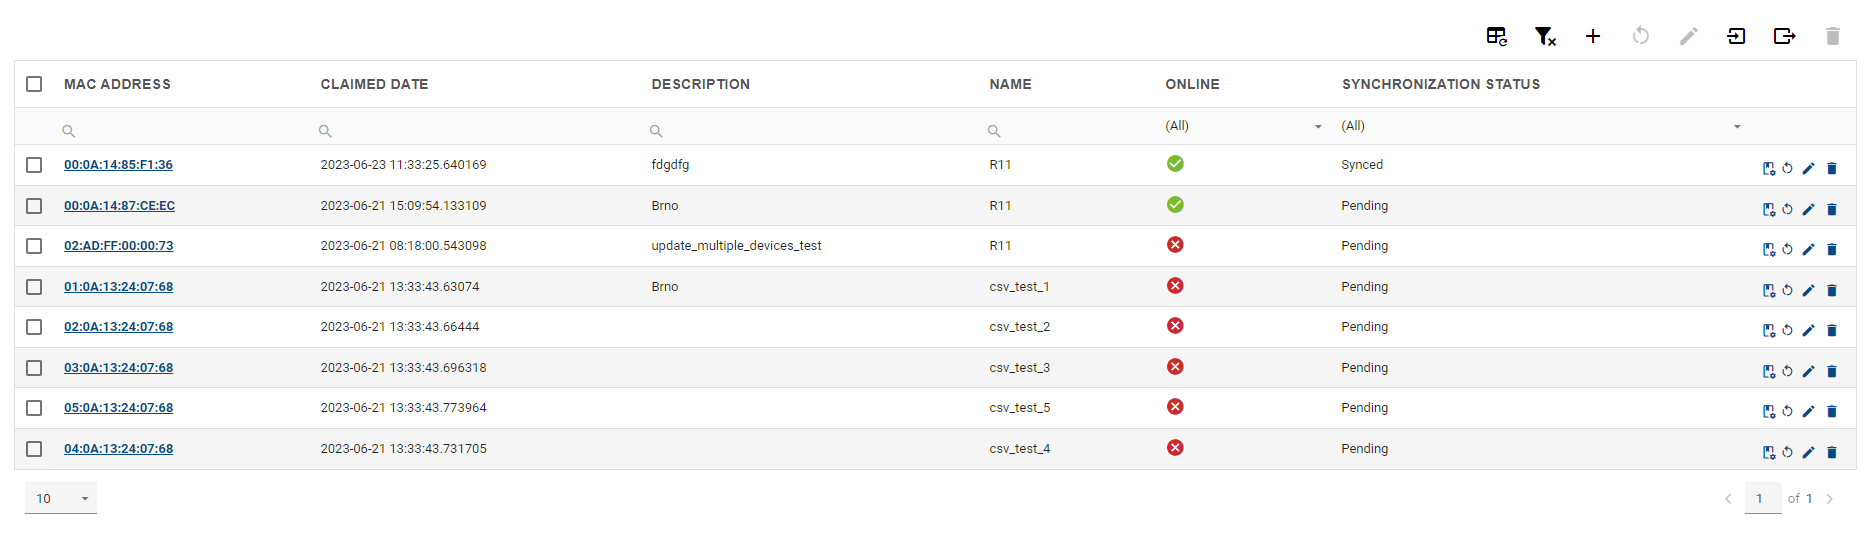 MAC ADDRESS CLAIMED DATE DESCRIPTION NAME ONLINE SYNCHRONIZATION STATUS
(All) (All)
00:0A:14:85:F1:36 2023-06-23 11:33:25.640169 fdgdfg R11 Synced
00:0A:14:87:CE:EC 2023-06-21 15:09:54.133109 Brno R11 Pending
02:AD:FF:00:00:73 2023-06-21 08:18:00.543098 update_multiple_devices_test R11 Pending
01:0A:13:24:07:68 2023-06-21 13:33:43.63074 Brno csv_test_1 Pending
02:0A:13:24:07:68 2023-06-21 13:33:43.66444 csv_test_2 Pending
03:0A:13:24:07:68 2023-06-21 13:33:43.696318 csv_test_3 Pending
05:0A:13:24:07:68 2023-06-21 13:33:43.773964 csv_test_5 Pending
04:0A:13:24:07:68 2023-06-21 13:33:43.731705 csv_test_4 Pending
10 1 of 1